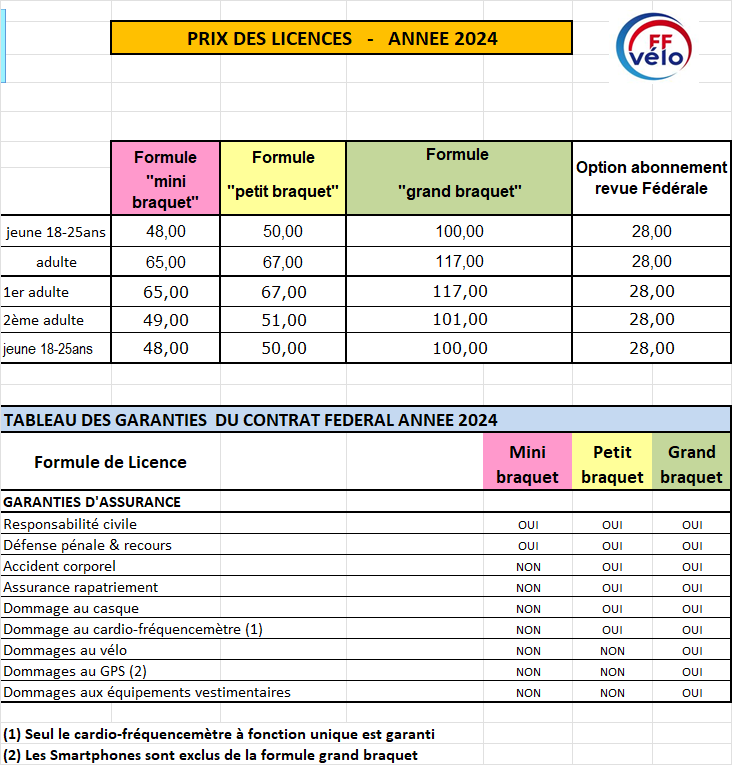 PRIX DES LICENCES - ANNEE 2024
FF
vélo
Formule "mini braquet" Formule "petit braquet" Formule "grand braquet" Option abonnement revue Fédérale
jeune 18-25ans 48,00 50,00 100,00 28,00
adulte 65,00 67,00 117,00 28,00
1er adulte 65,00 67,00 117,00 28,00
2ème adulte 49,00 51,00 101,00 28,00
jeune 18-25ans 48,00 50,00 100,00 28,00
TABLEAU DES GARANTIES DU CONTRAT FEDERAL ANNEE 2024
Formule de Licence Mini braquet Petit braquet Grand braquet
GARANTIES D'ASSURANCE
Responsabilité civile OUI OUI OUI
Défense pénale & recours OUI OUI OUI
Accident corporel NON OUI OUI
Assurance rapatriement NON OUI OUI
Dommage au casque NON OUI OUI
Dommage au cardio-fréquencemètre (1) NON OUI OUI
Dommages au vélo NON NON OUI
Dommages au GPS (2) NON NON OUI
Dommages aux équipements vestimentaires NON NON OUI
(1) Seul le cardio-fréquencemètre à fonction unique est garanti
(2) Les Smartphones sont exclus de la formule grand braquet